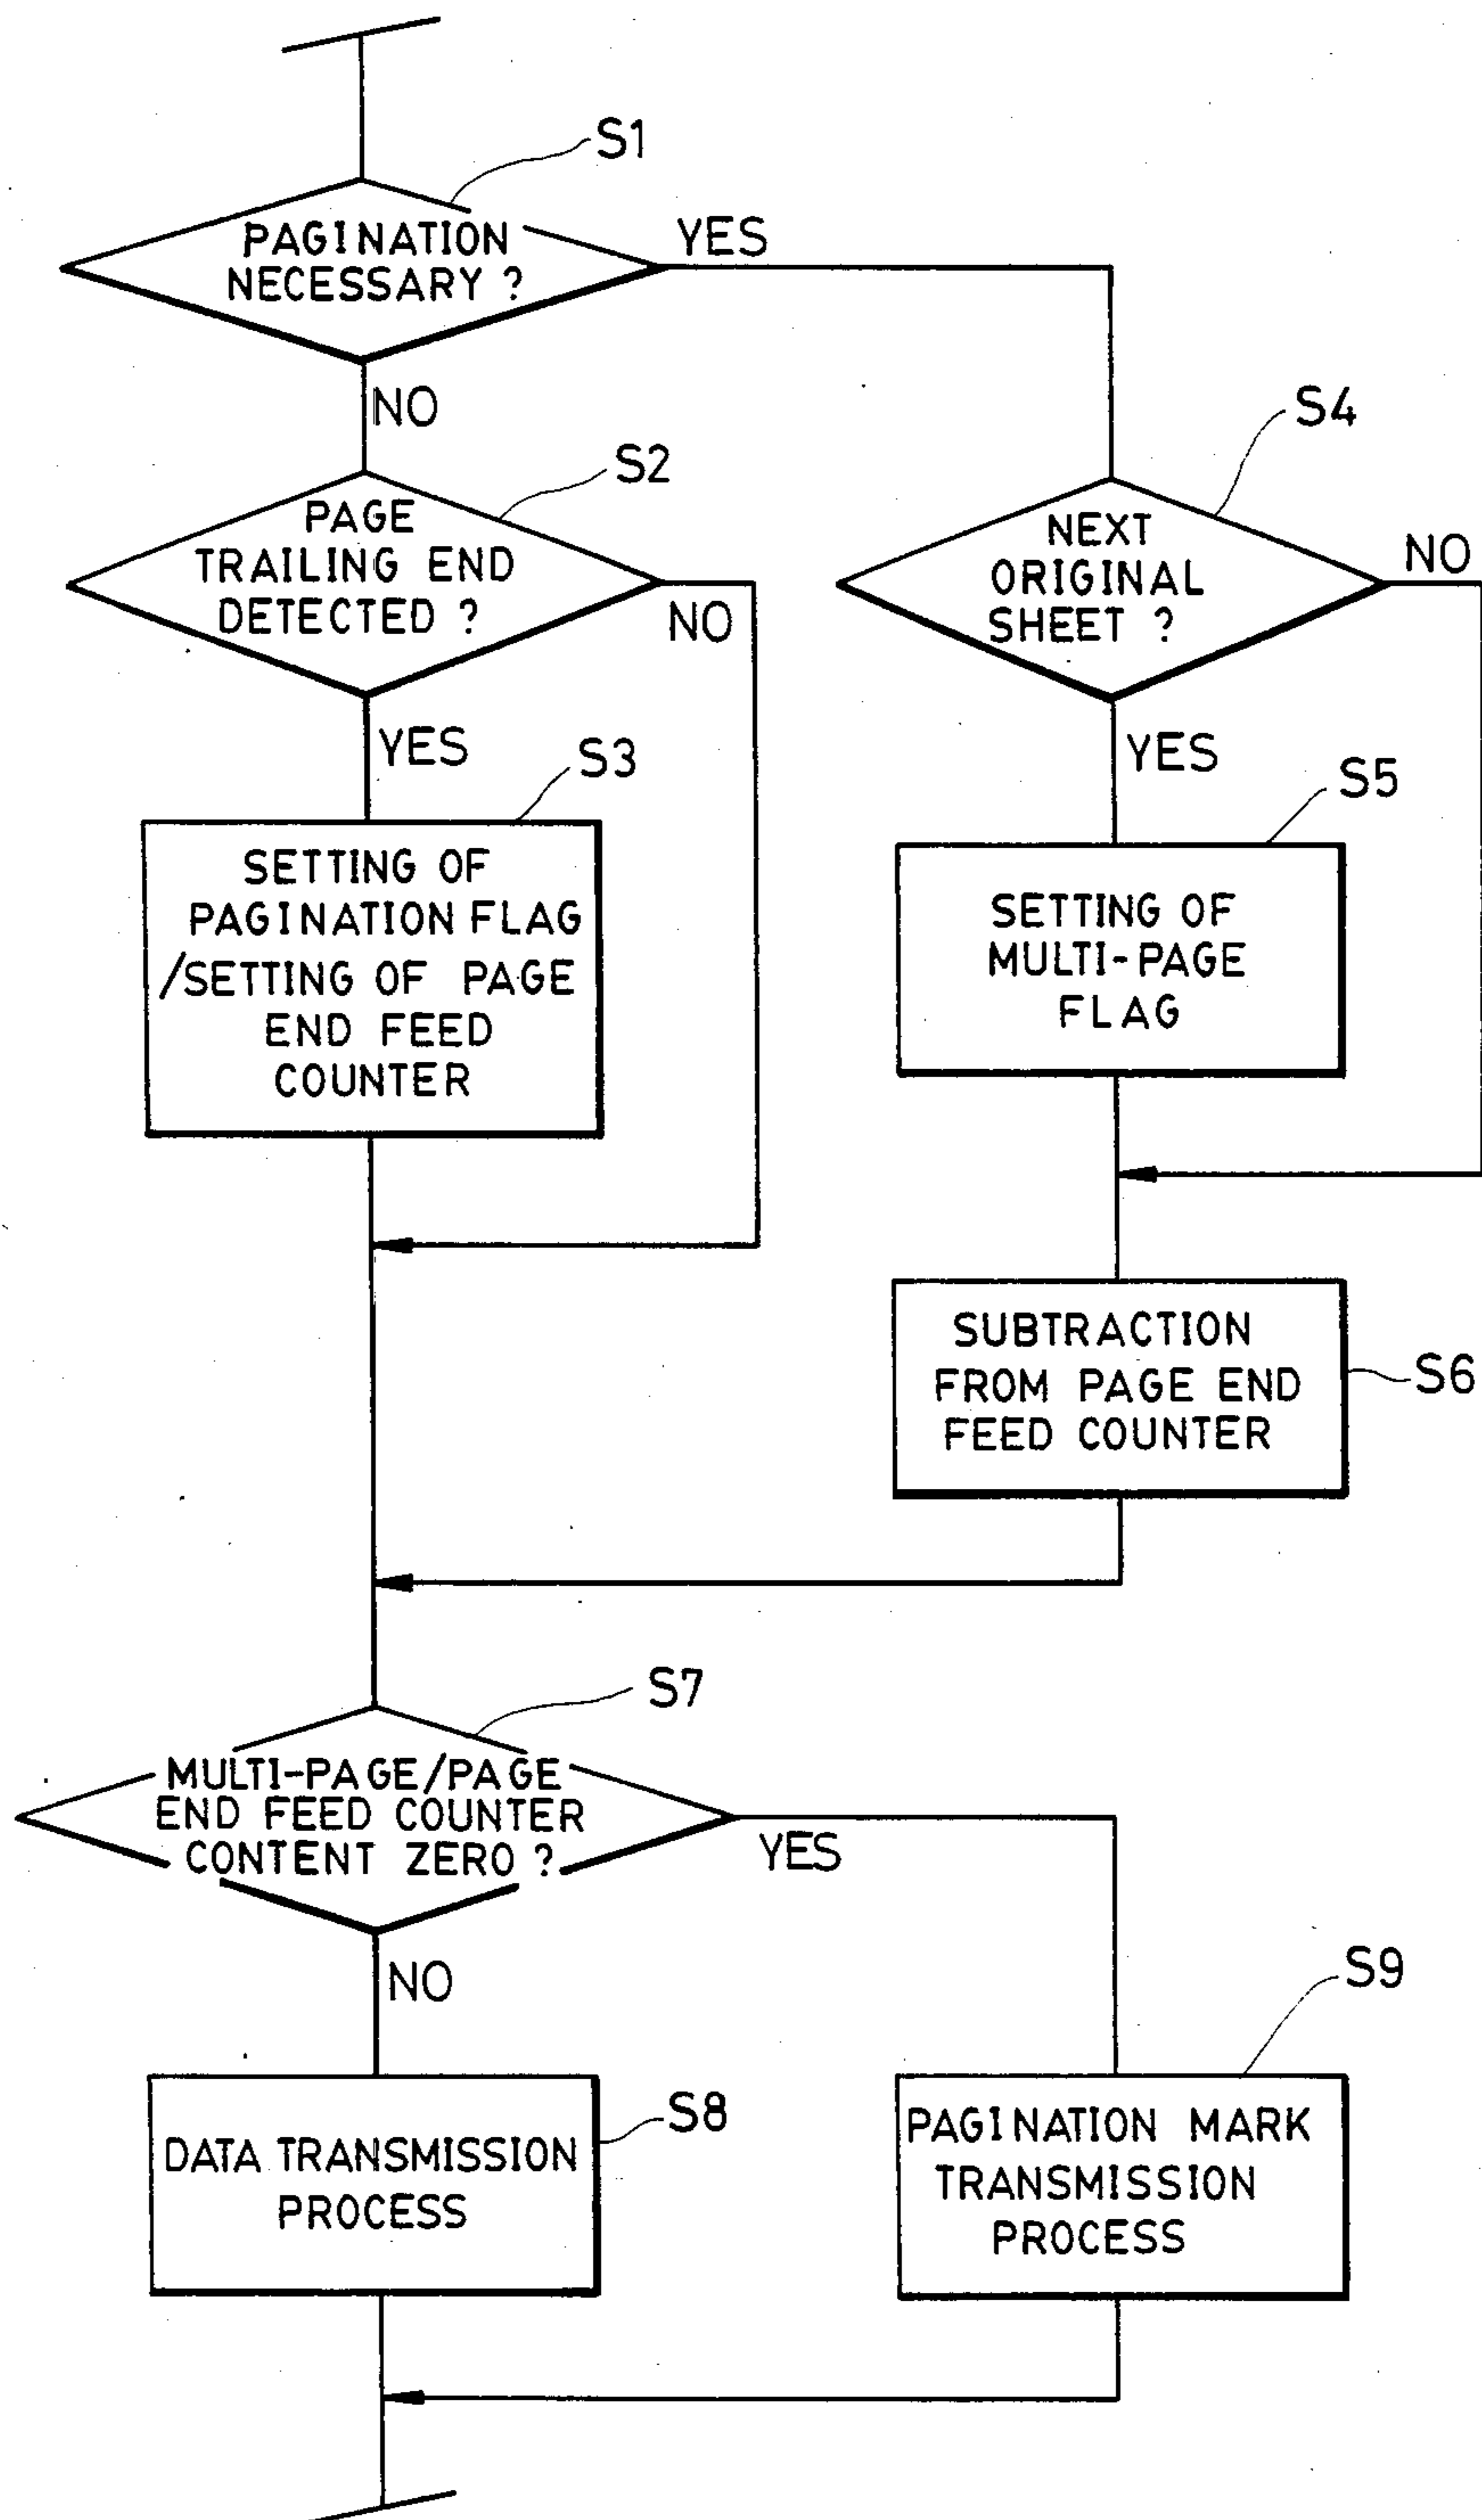 S1
PAGINATION
NECESSARY ?
YES
NO
S2
PAGE
TRAILING END
DETECTED ?
NO
YES
S4
NEXT
ORIGINAL
SHEET ?
NO
YES
S3
SETTING OF
PAGINATION FLAG
/SETTING OF PAGE
END FEED
COUNTER
S5
SETTING OF
MULTI-PAGE
FLAG
SUBTRACTION
FROM PAGE END
FEED COUNTER
S6
S7
MULTI-PAGE/PAGE
END FEED COUNTER
CONTENT ZERO ?
YES
NO
S8
DATA TRANSMISSION
PROCESS
S9
PAGINATION MARK
TRANSMISSION
PROCESS